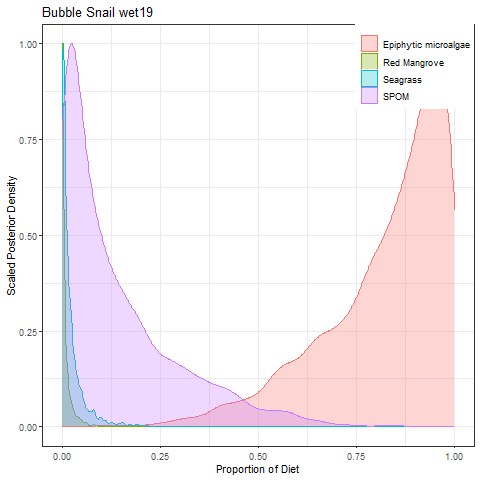 Bubble Snail wet19
Epiphytic microalgae
Red Mangrove
Seagrass
SPOM
Scaled Posterior Density
1.00
0.75
0.50
0.25
0.00
0.00 0.25 0.50 0.75 1.00
Proportion of Diet